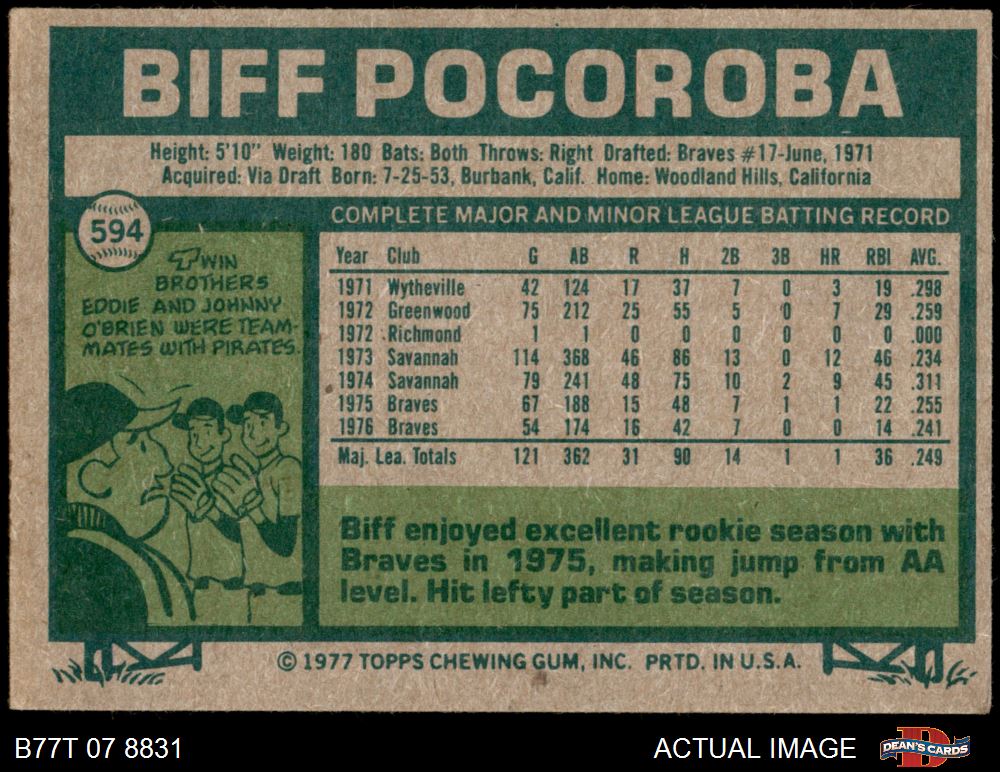 BIFF POCOROBA
Height: 5'10" Weight: 180 Bats: Both Throws: Right Drafted: Braves #17-June, 1971
Acquired: Via Draft Born: 7-25-53, Burbank, Calif. Home: Woodland Hills, California
594
TWIN
BROTHERS
EDDIE AND JOHNNY
O'BRIEN WERE TEAM-
MATES WITH PIRATES.
COMPLETE MAJOR AND MINOR LEAGUE BATTING RECORD
Year Club G AB R H 2B 3B HR RBI AVG.
1971 Wytheville 42 124 17 37 7 0 3 19 .298
1972 Greenwood 75 212 25 55 5 0 7 29 .259
1972 Richmond 1 1 0 0 0 0 0 0 .000
1973 Savannah 114 368 46 86 13 0 12 46 .234
1974 Savannah 79 241 48 75 10 2 9 45 .311
1975 Braves 67 188 15 48 7 1 1 22 .255
1976 Braves 54 174 16 42 7 0 0 14 .241
Maj. Lea. Totals 121 362 31 90 14 1 1 36 .249
Biff enjoyed excellent rookie season with
Braves in 1975, making jump from AA
level. Hit lefty part of season.
© 1977 TOPPS CHEWING GUM, INC. PRTD. IN U.S.A.
B77T 07 8831
ACTUAL IMAGE
D
DEAN'S CARDS